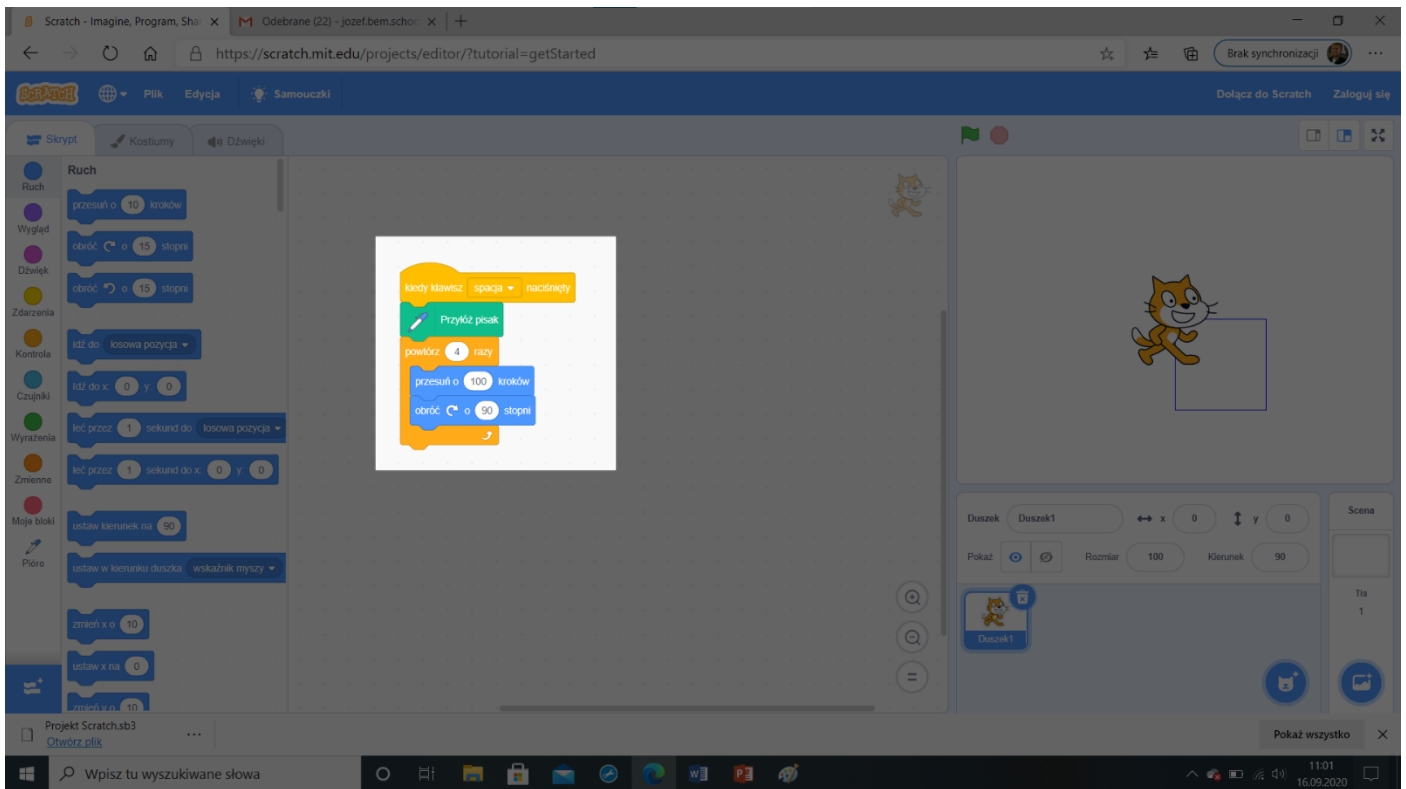 Scratch - Imagine, Program, Shar
Odebrane (22) - jozef.bem.schoo
https://scratch.mit.edu/projects/editor/?tutorial=getStarted
Brak synchronizacji
SCRATCH
Plik
Edycja
Samouczki
Dołącz do Scratch
Zaloguj się
Skrypt
Kostiumy
Dźwięki
Ruch
Wygląd
Dźwięk
Zdarzenia
Kontrola
Czujniki
Wyrażenia
Zmienne
Moje bloki
Pióro
Ruch
przesuń o 10 kroków
obróć o 15 stopni
obróć o 15 stopni
idź do losowa pozycja
idź do x: 0 y: 0
leć przez 1 sekund do losowa pozycja
leć przez 1 sekund do x: 0 y: 0
ustaw kierunek na 90
ustaw w kierunku duszka wskaźnik myszy
zmień x o 10
ustaw x na 0
zmień y o 10
kiedy klawisz spacja naciśnięty
Przyłóż pisak
powtórz 4 razy
przesuń o 100 kroków
obróć o 90 stopni
Duszek Duszek1 x 0 y 0
Pokaż Rozmiar 100 Kierunek 90
Duszek1
Scena
Tła
1
Projekt Scratch.sb3
Otwórz plik
Pokaż wszystko
Wpisz tu wyszukiwane słowa
11:01
16.09.2020